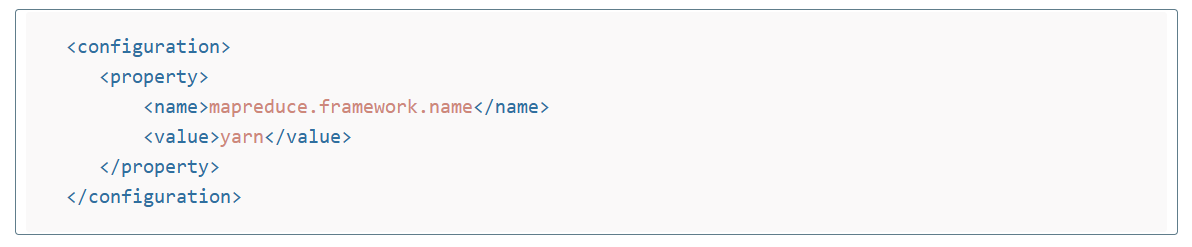 <configuration>
<property>
<name>mapreduce.framework.name</name>
<value>yarn</value>
</property>
</configuration>